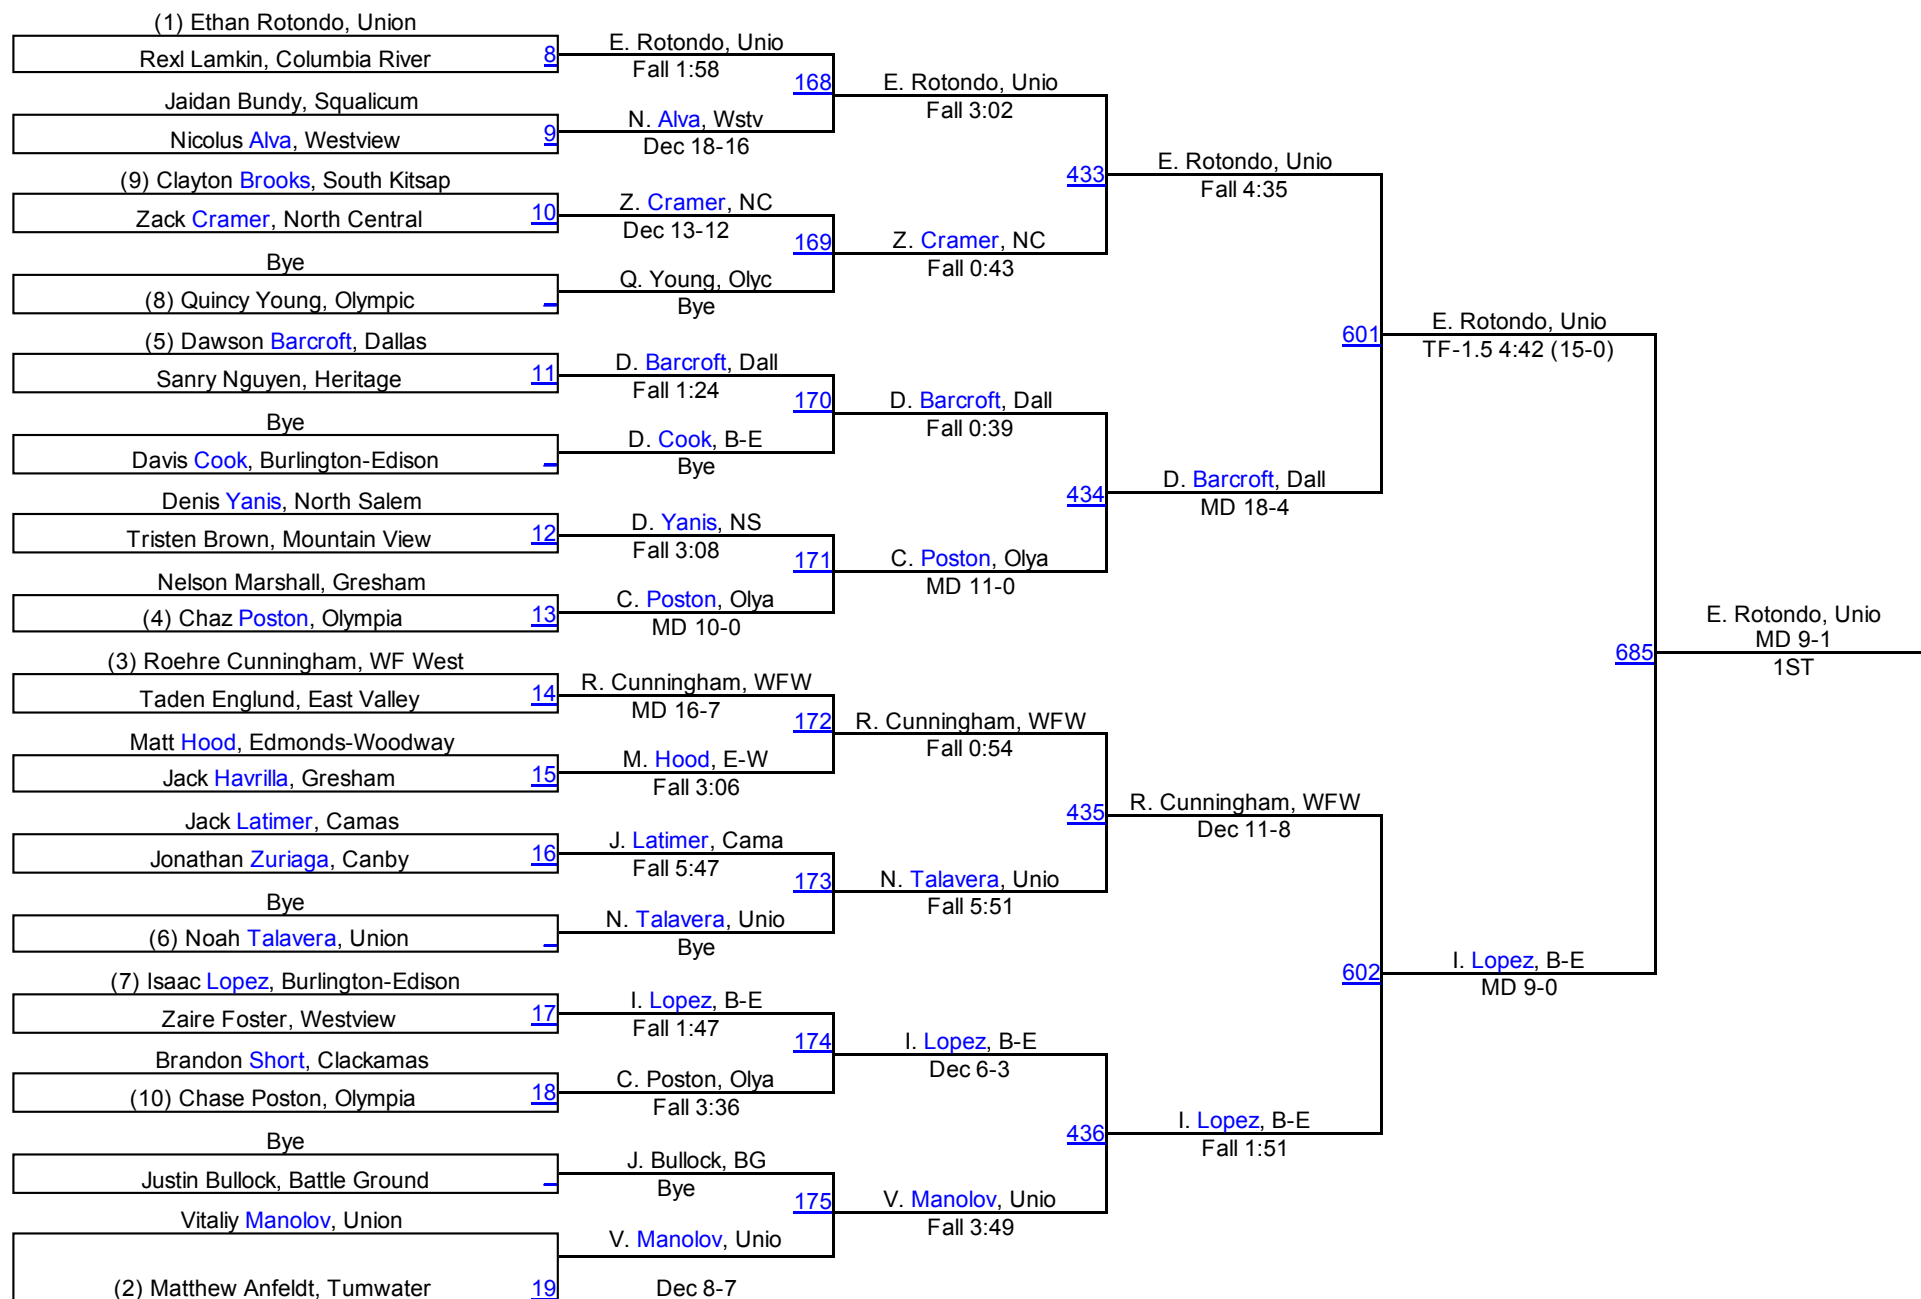 (1) Ethan Rotondo, Union
Rexl Lamkin, Columbia River
8
Jaidan Bundy, Squalicum
Nicolus Alva, Westview
9
(9) Clayton Brooks, South Kitsap
Zack Cramer, North Central
10
Bye
(8) Quincy Young, Olympic
(5) Dawson Barcroft, Dallas
Sanry Nguyen, Heritage
11
Bye
Davis Cook, Burlington-Edison
Denis Yanis, North Salem
Tristen Brown, Mountain View
12
Nelson Marshall, Gresham
(4) Chaz Poston, Olympia
13
(3) Roehre Cunningham, WF West
Taden Englund, East Valley
14
Matt Hood, Edmonds-Woodway
Jack Havrilla, Gresham
15
Jack Latimer, Camas
Jonathan Zuriaga, Canby
16
Bye
(6) Noah Talavera, Union
(7) Isaac Lopez, Burlington-Edison
Zaire Foster, Westview
17
Brandon Short, Clackamas
(10) Chase Poston, Olympia
18
Bye
Justin Bullock, Battle Ground
Vitaliy Manolov, Union
(2) Matthew Anfeldt, Tumwater
19
E. Rotondo, Unio
Fall 1:58
168
N. Alva, Wstv
Dec 18-16
Z. Cramer, NC
Dec 13-12
169
Q. Young, Olyc
Bye
D. Barcroft, Dall
Fall 1:24
170
D. Cook, B-E
Bye
D. Yanis, NS
Fall 3:08
171
C. Poston, Olya
MD 10-0
R. Cunningham, WFW
MD 16-7
172
M. Hood, E-W
Fall 3:06
J. Latimer, Cama
Fall 5:47
173
N. Talavera, Unio
Bye
I. Lopez, B-E
Fall 1:47
174
C. Poston, Olya
Fall 3:36
J. Bullock, BG
Bye
175
V. Manolov, Unio
Dec 8-7
E. Rotondo, Unio
Fall 3:02
433
Z. Cramer, NC
Fall 0:43
D. Barcroft, Dall
Fall 0:39
434
C. Poston, Olya
MD 11-0
R. Cunningham, WFW
Fall 0:54
435
N. Talavera, Unio
Fall 5:51
I. Lopez, B-E
Dec 6-3
436
V. Manolov, Unio
Fall 3:49
E. Rotondo, Unio
Fall 4:35
601
D. Barcroft, Dall
MD 18-4
R. Cunningham, WFW
Dec 11-8
602
I. Lopez, B-E
Fall 1:51
E. Rotondo, Unio
TF-1.5 4:42 (15-0)
685
I. Lopez, B-E
MD 9-0
E. Rotondo, Unio
MD 9-1
1ST